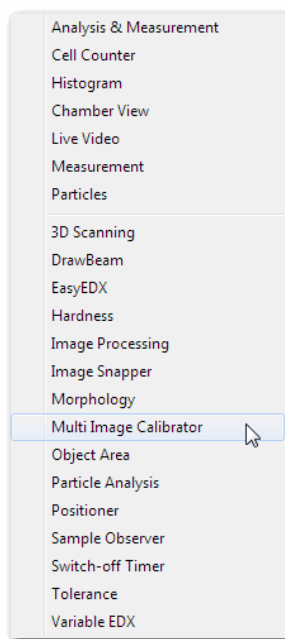 Analysis & Measurement
Cell Counter
Histogram
Chamber View
Live Video
Measurement
Particles
3D Scanning
DrawBeam
EasyEDX
Hardness
Image Processing
Image Snapper
Morphology
Multi Image Calibrator
Object Area
Particle Analysis
Positioner
Sample Observer
Switch-off Timer
Tolerance
Variable EDX